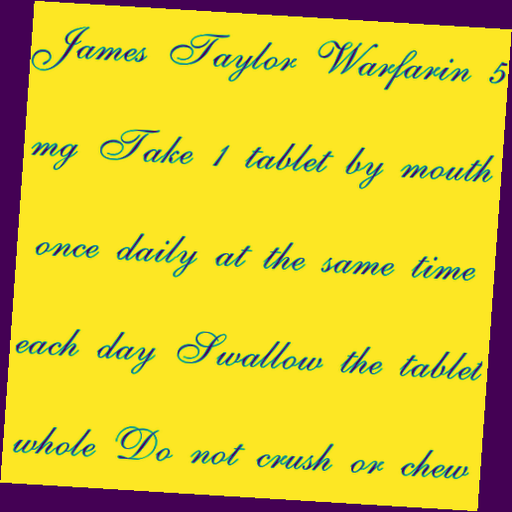 James Taylor Warfarin 5
mg Take 1 tablet by mouth
once daily at the same time
each day Swallow the tablet
whole Do not crush or chew